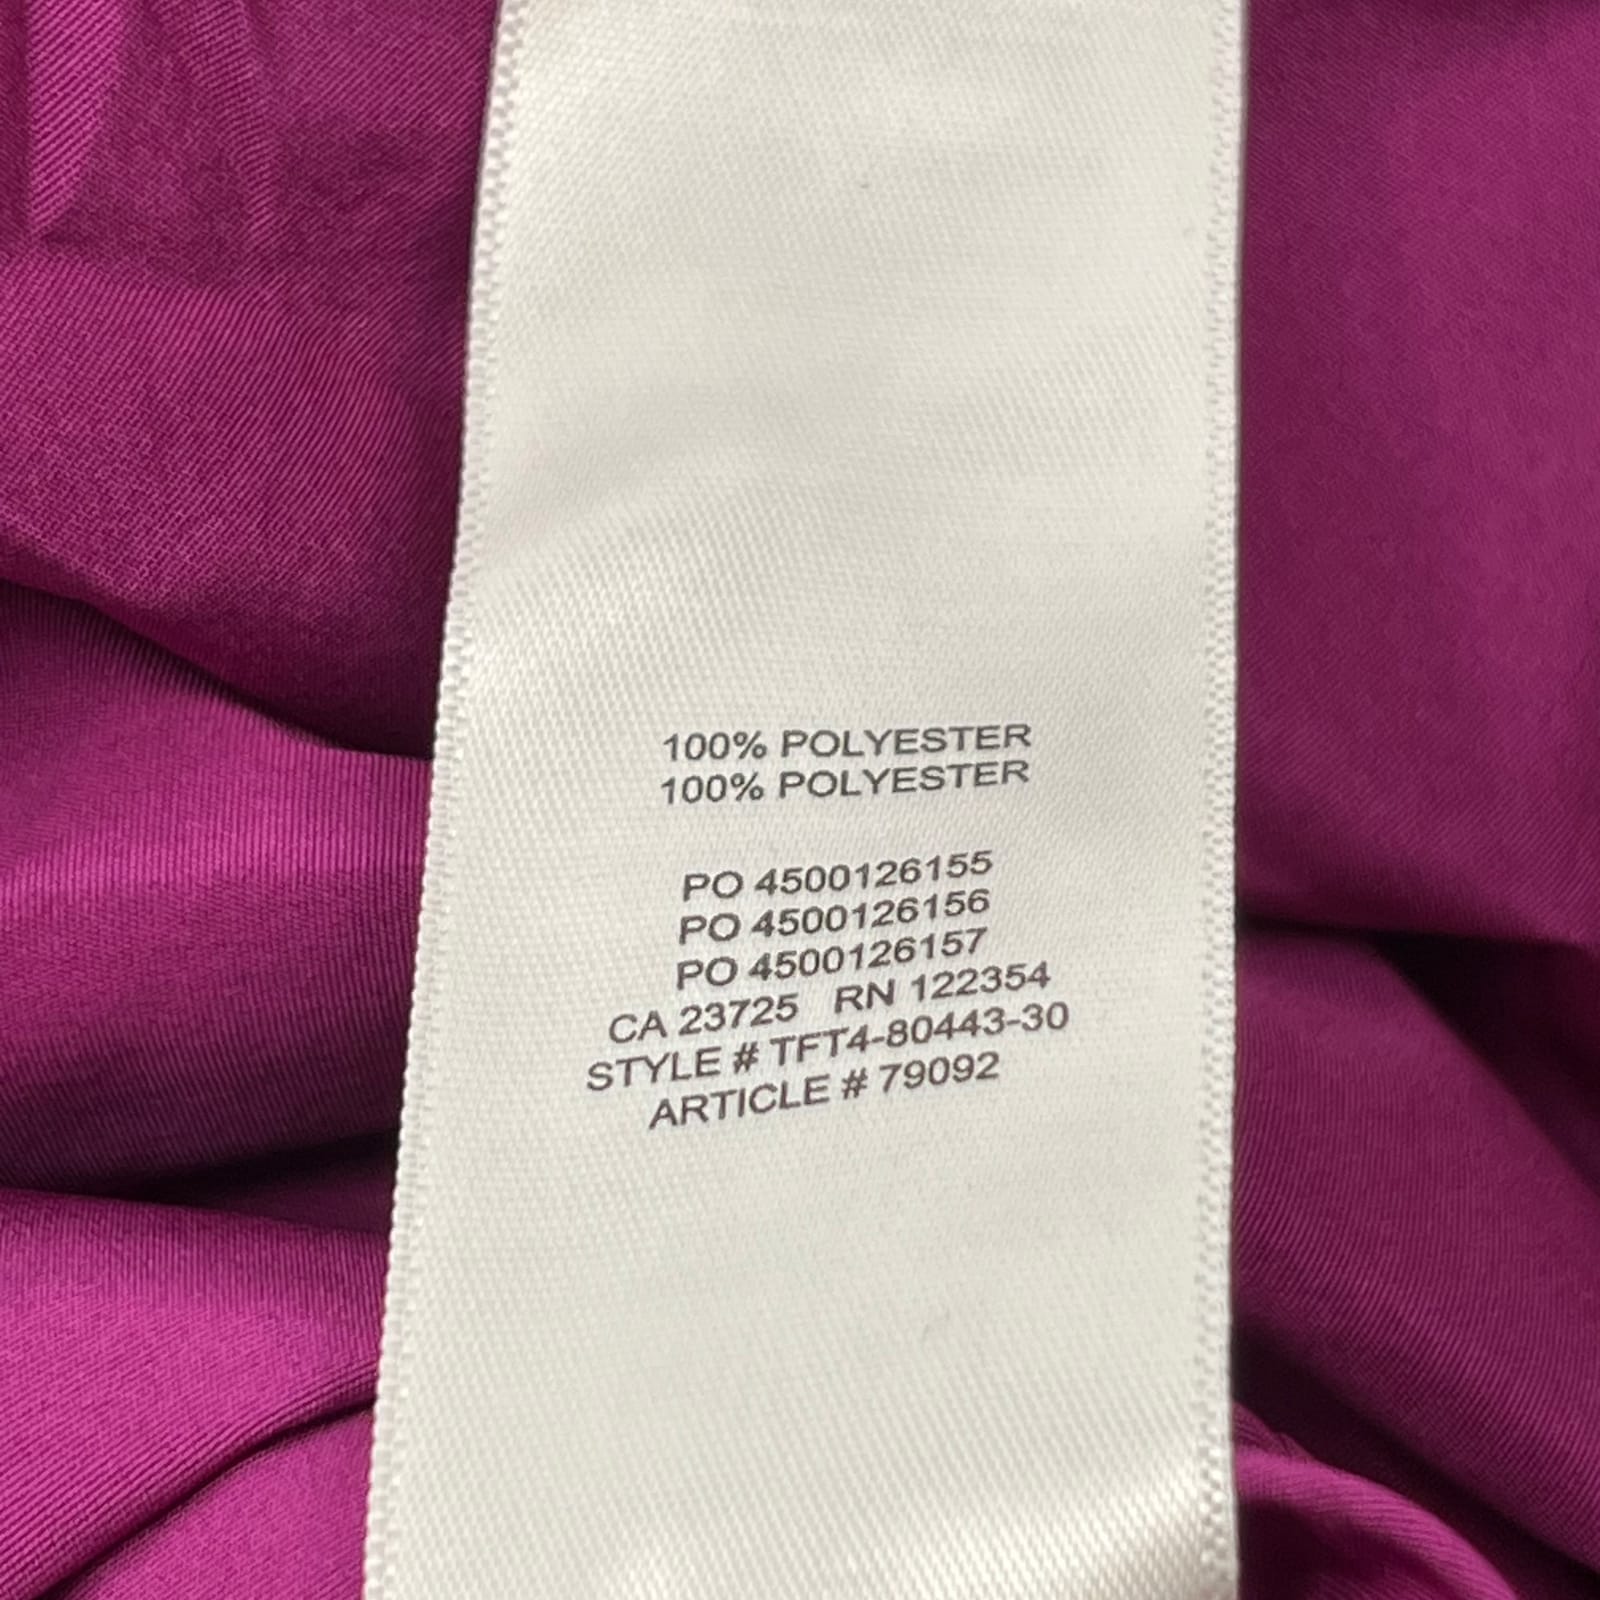 100% POLYESTER
100% POLYESTER
PO 4500126155
PO 4500126156
PO 4500126157
CA 23725 RN 122354
STYLE # TFT4-80443-30
ARTICLE # 79092